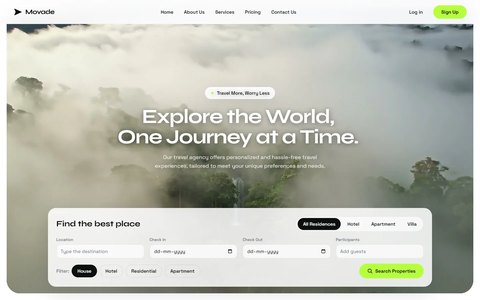 Movade
Home About Us Services Pricing Contact Us
Log in Sign Up
Travel More, Worry Less
Explore the World,
One Journey at a Time.
Our travel agency offers personalized and hassle-free travel
experiences, tailored to meet your unique preferences and needs.
Find the best place
All Residences Hotel Apartment Villa
Location Check In Check Out Participants
Type the destination dd-mm-yyyy dd-mm-yyyy Add guests
Filter: House Hotel Residential Apartment
Search Properties